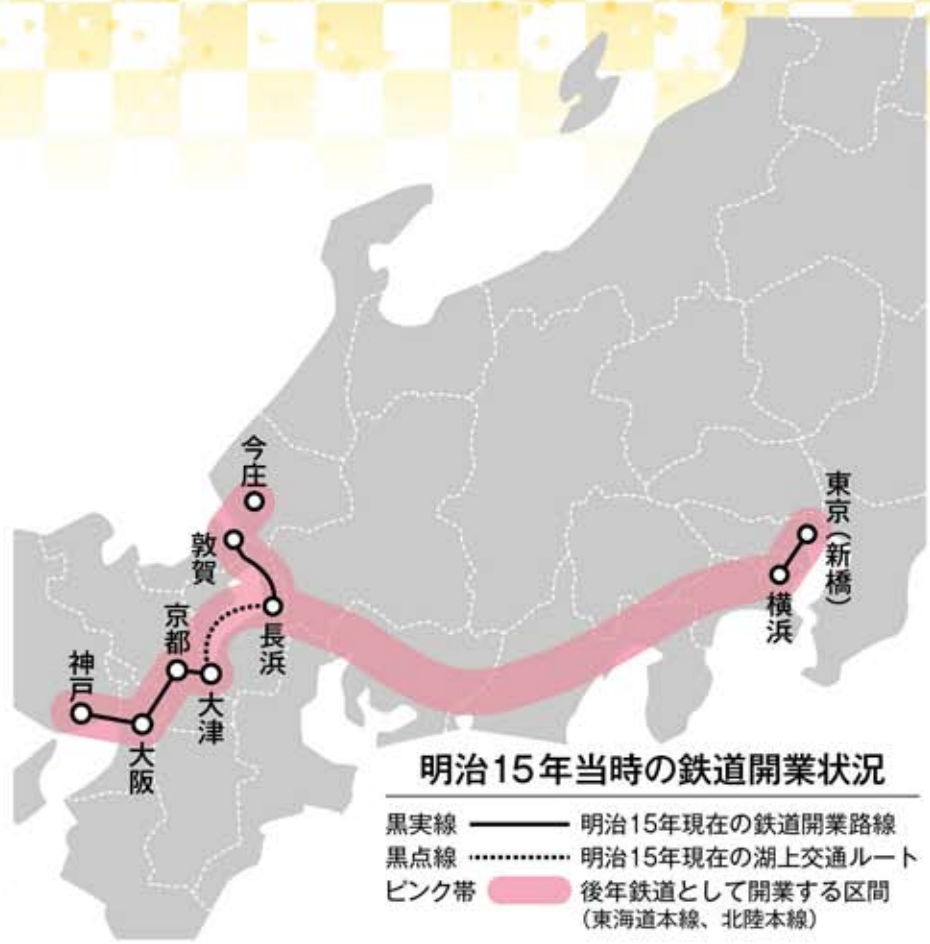 今庄
敦賀
東京（新橋）
京都
長浜
横浜
神戸
大津
大阪
明治15年当時の鉄道開業状況
黒実線 明治15年現在の鉄道開業路線
黒点線 明治15年現在の湖上交通ルート
ピンク帯 後年鉄道として開業する区間
（東海道本線、北陸本線）